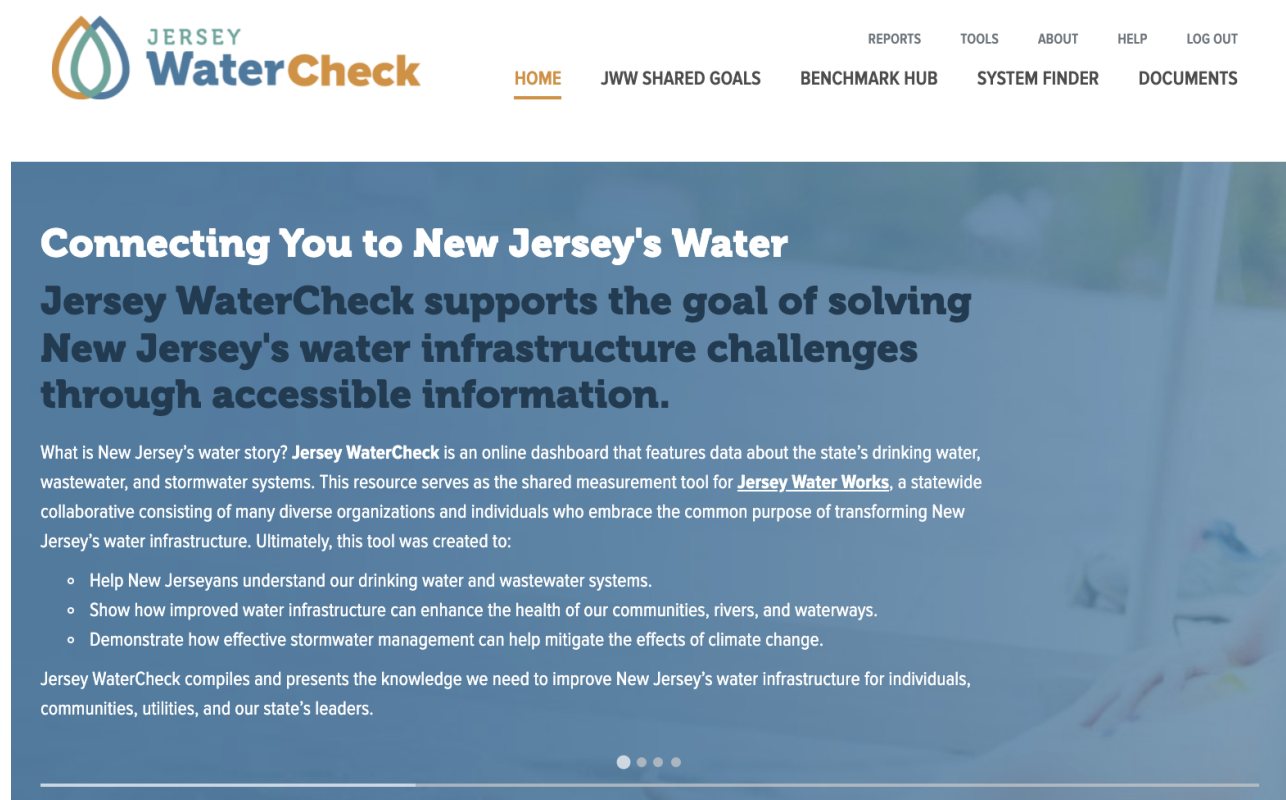 JERSEY
WaterCheck
REPORTS TOOLS ABOUT HELP LOG OUT
HOME JWW SHARED GOALS BENCHMARK HUB SYSTEM FINDER DOCUMENTS
Connecting You to New Jersey's Water
Jersey WaterCheck supports the goal of solving
New Jersey's water infrastructure challenges
through accessible information.
What is New Jersey’s water story? Jersey WaterCheck is an online dashboard that features data about the state’s drinking water,
wastewater, and stormwater systems. This resource serves as the shared measurement tool for Jersey Water Works, a statewide
collaborative consisting of many diverse organizations and individuals who embrace the common purpose of transforming New
Jersey’s water infrastructure. Ultimately, this tool was created to:
Help New Jerseyans understand our drinking water and wastewater systems.
Show how improved water infrastructure can enhance the health of our communities, rivers, and waterways.
Demonstrate how effective stormwater management can help mitigate the effects of climate change.
Jersey WaterCheck compiles and presents the knowledge we need to improve New Jersey’s water infrastructure for individuals,
communities, utilities, and our state’s leaders.